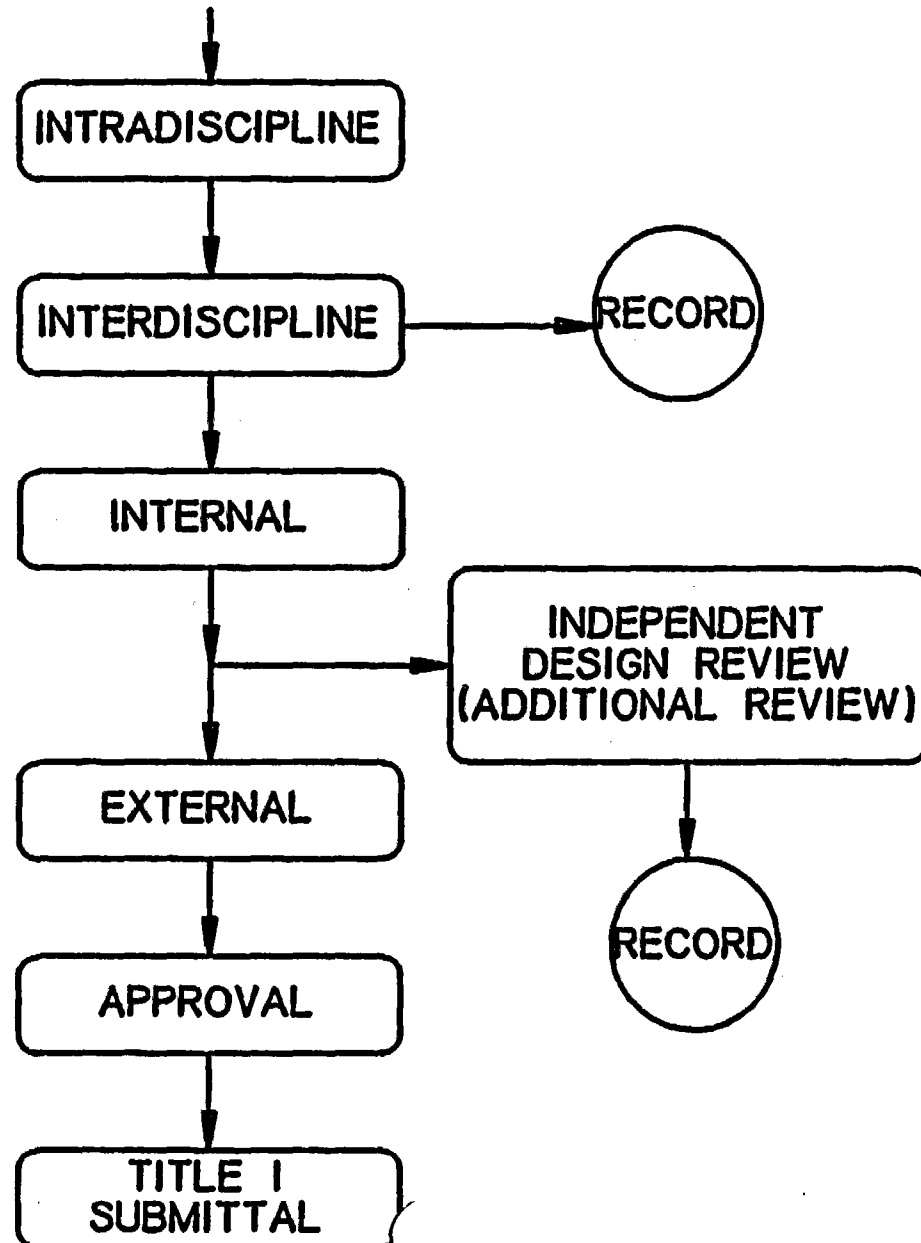 INTRADISCIPLINE
INTERDISCIPLINE
RECORD
INTERNAL
INDEPENDENT
DESIGN REVIEW
(ADDITIONAL REVIEW)
EXTERNAL
RECORD
APPROVAL
TITLE I
SUBMITTAL